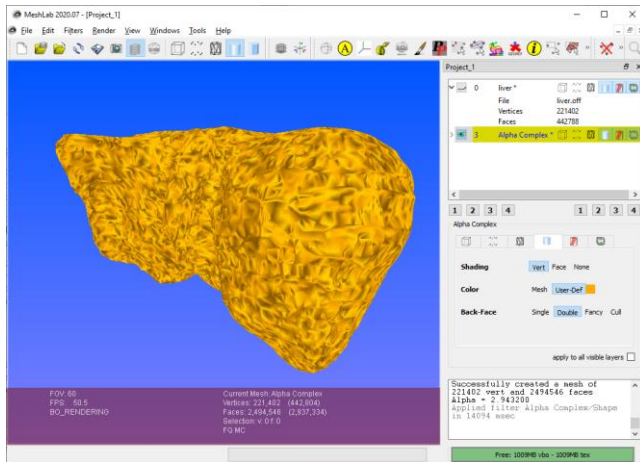 MeshLab 2020.07 - [Project_1]
File Edit Filters Render View Windows Tools Help
Project_1
0 liver *
File liver.off
Vertices 221402
Faces 442788
3 Alpha Complex *
1 2 3 4 1 2 3 4
Alpha Complex
Shading Vert Face None
Color Mesh User-Def
Back-Face Single Double Fancy Cull
apply to all visible layers
Successfully created a mesh of
221402 vert and 2494546 faces
Alpha = 2.943200
Applied filter Alpha Complex/Shape
in 14094 msec
FOV: 60
FPS: 50.5
BO_RENDERING
Current Mesh: Alpha Complex
Vertices: 221,402 (442,804)
Faces: 2,494,546 (2,937,334)
Selection: v: 0 f: 0
FQ MC
Free: 1009MB vbo - 1009MB tex